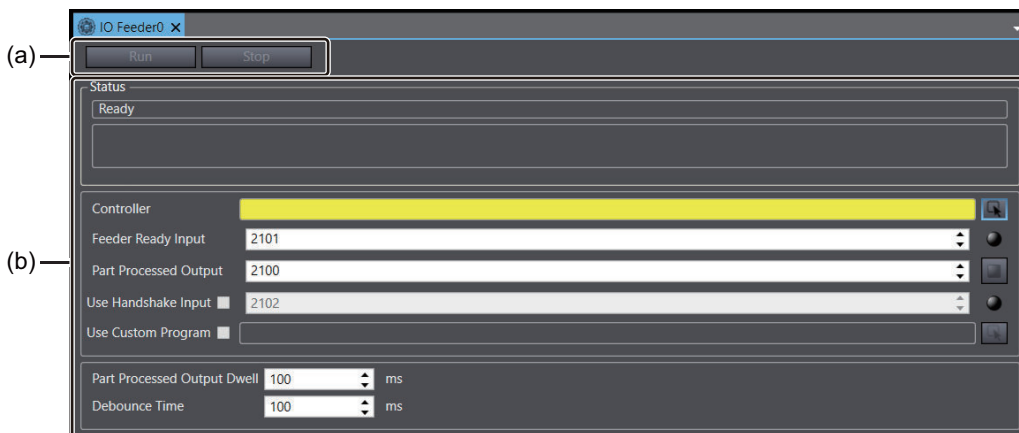 IO Feeder0
(a)
Run Stop
Status
Ready
(b)
Controller
Feeder Ready Input 2101
Part Processed Output 2100
Use Handshake Input 2102
Use Custom Program
Part Processed Output Dwell 100 ms
Debounce Time 100 ms